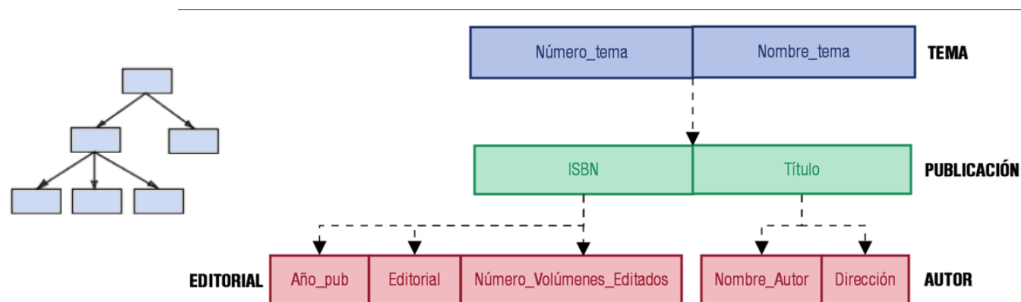 Número_tema Nombre_tema TEMA
ISBN Título PUBLICACIÓN
EDITORIAL Año_pub Editorial Número_Volúmenes_Editados Nombre_Autor Dirección AUTOR